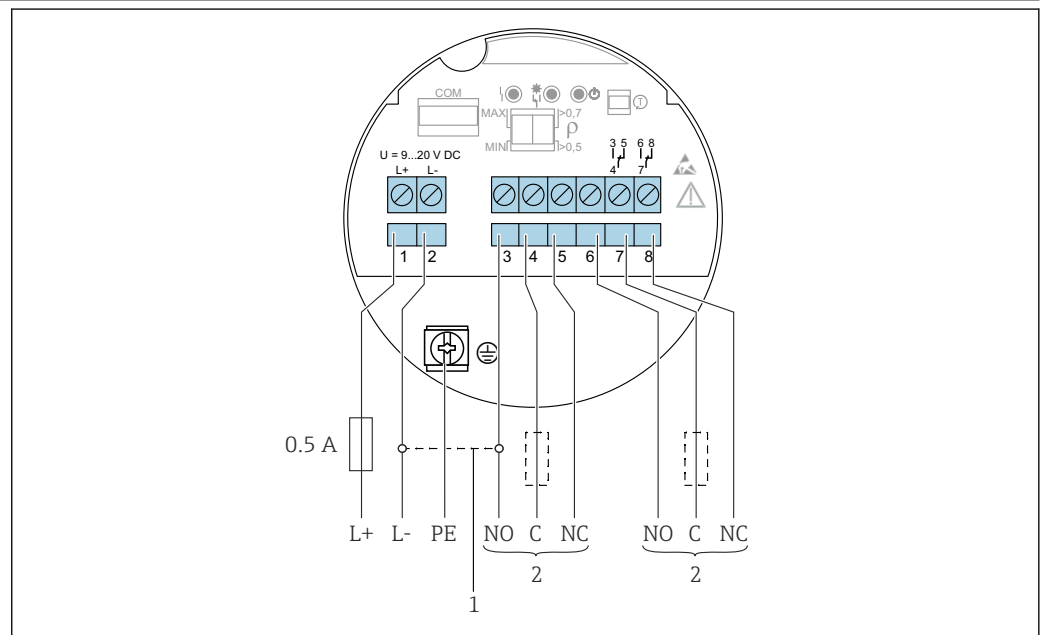 COM
MAX
>0,7
ρ
MIN
>0,5
T
U = 9...20 V DC
L+ L-
3 5
4
6 8
7
1 2 3 4 5 6 7 8
0.5 A
L+ L- PE NO C NC NO C NC
2 2
1